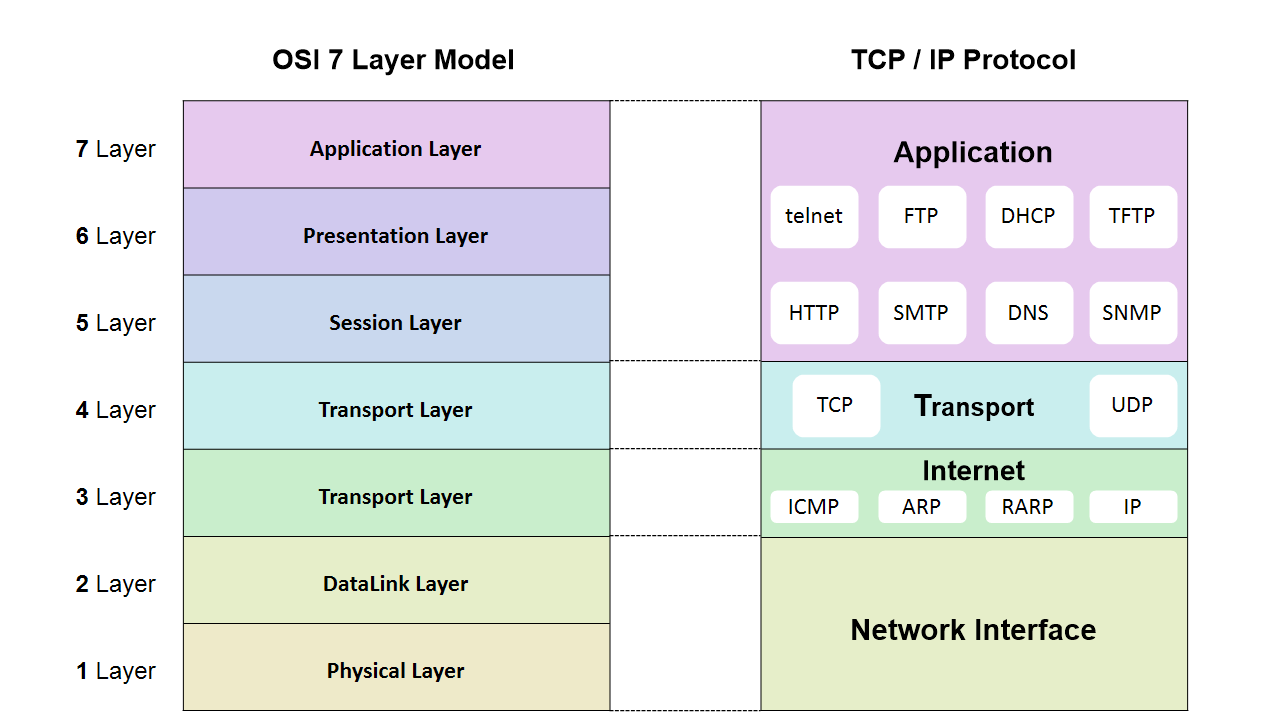 OSI 7 Layer Model
TCP / IP Protocol
7 Layer
Application Layer
6 Layer
Presentation Layer
5 Layer
Session Layer
4 Layer
Transport Layer
3 Layer
Transport Layer
2 Layer
DataLink Layer
1 Layer
Physical Layer
Application
telnet FTP DHCP TFTP
HTTP SMTP DNS SNMP
TCP Transport UDP
Internet
ICMP ARP RARP IP
Network Interface